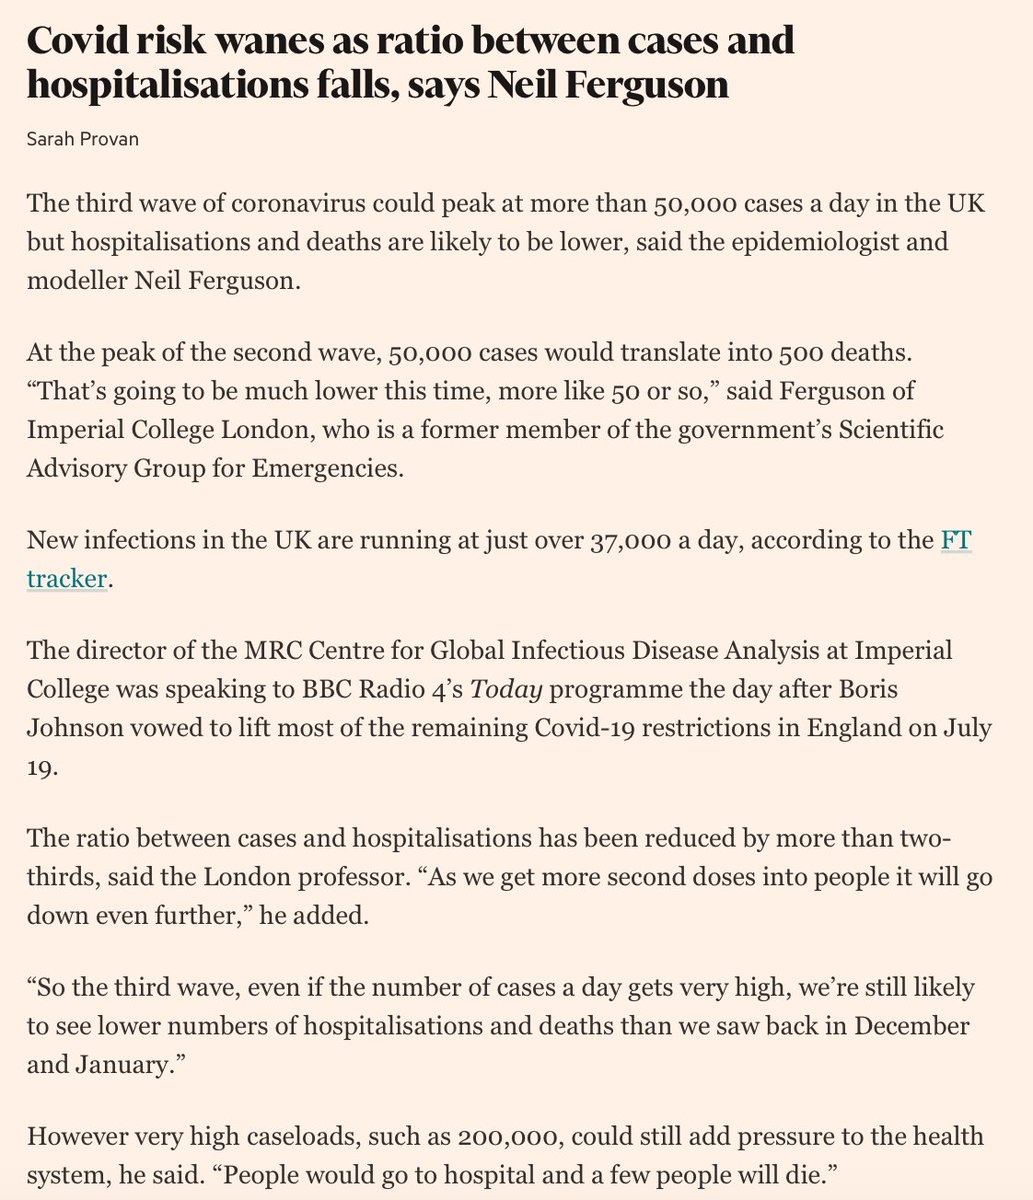 Covid risk wanes as ratio between cases and
hospitalisations falls, says Neil Ferguson
Sarah Provan
The third wave of coronavirus could peak at more than 50,000 cases a day in the UK
but hospitalisations and deaths are likely to be lower, said the epidemiologist and
modeller Neil Ferguson.
At the peak of the second wave, 50,000 cases would translate into 500 deaths.
“That’s going to be much lower this time, more like 50 or so,” said Ferguson of
Imperial College London, who is a former member of the government’s Scientific
Advisory Group for Emergencies.
New infections in the UK are running at just over 37,000 a day, according to the FT
tracker.
The director of the MRC Centre for Global Infectious Disease Analysis at Imperial
College was speaking to BBC Radio 4’s Today programme the day after Boris
Johnson vowed to lift most of the remaining Covid-19 restrictions in England on July
19.
The ratio between cases and hospitalisations has been reduced by more than two-
thirds, said the London professor. “As we get more second doses into people it will go
down even further,” he added.
“So the third wave, even if the number of cases a day gets very high, we’re still likely
to see lower numbers of hospitalisations and deaths than we saw back in December
and January.”
However very high caseloads, such as 200,000, could still add pressure to the health
system, he said. “People would go to hospital and a few people will die.”